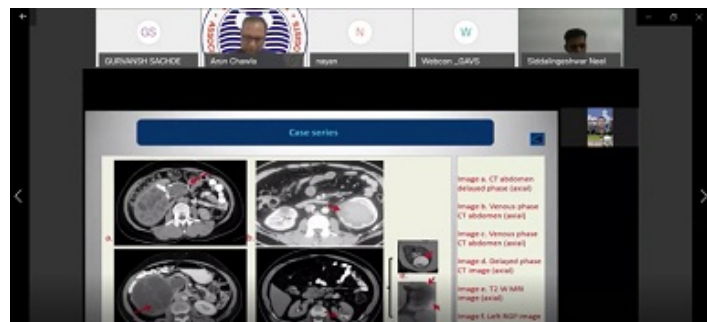 GS
N
W
GURVANSH SACHDE
Arun Chawla
nayan
Webcon _GAVS
Siddalingeshwar Neel
Case series
Image a. CT abdomen
delayed phase (axial)
Image b. Venous phase
CT abdomen (axial)
Image c. Venous phase
CT abdomen (axial)
Image d. Delayed phase
CT image (axial)
Image e. T2 W MRI
image (axial)
Image f. Left RGP image
a.
b.